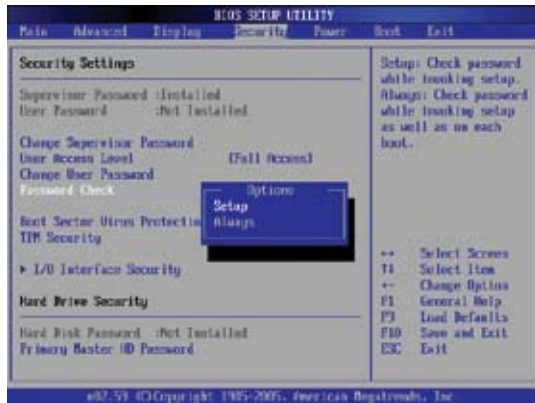 BIOS SETUP UTILITY
Main Advanced Display Security Power Boot Exit
Security Settings
Supervisor Password :Installed
User Password :Not Installed
Change Supervisor Password
User Access Level [Full Access]
Change User Password
Password Check
Boot Sector Virus Protectio
TPM Security
I/O Interface Security
Hard Drive Security
Hard Disk Password :Not Installed
Primary Master HD Password
Options
Setup
Always
Setup: Check password
while invoking setup.
Always: Check password
while invoking setup
as well as on each
boot.
↔ Select Screen
↑↓ Select Item
+- Change Option
F1 General Help
F9 Load Defaults
F10 Save and Exit
ESC Exit
v02.59 (C)Copyright 1985-2005, American Megatrends, Inc